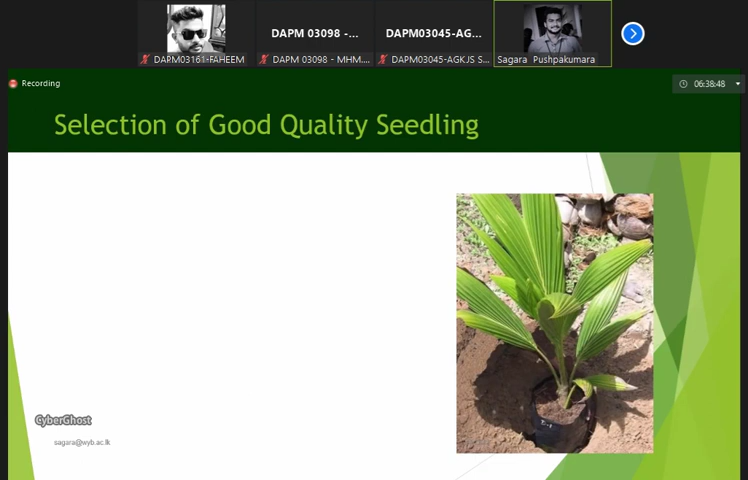 DAPM 03098 -...
DAPM03045-AG...
DAPM03161-FAHEEM
DAPM 03098 - MHM....
DAPM03045-AGKJS S...
Sagara Pushpakumara
Recording
06:38:48
Selection of Good Quality Seedling
CyberGhost
sagara@wyb.ac.lk